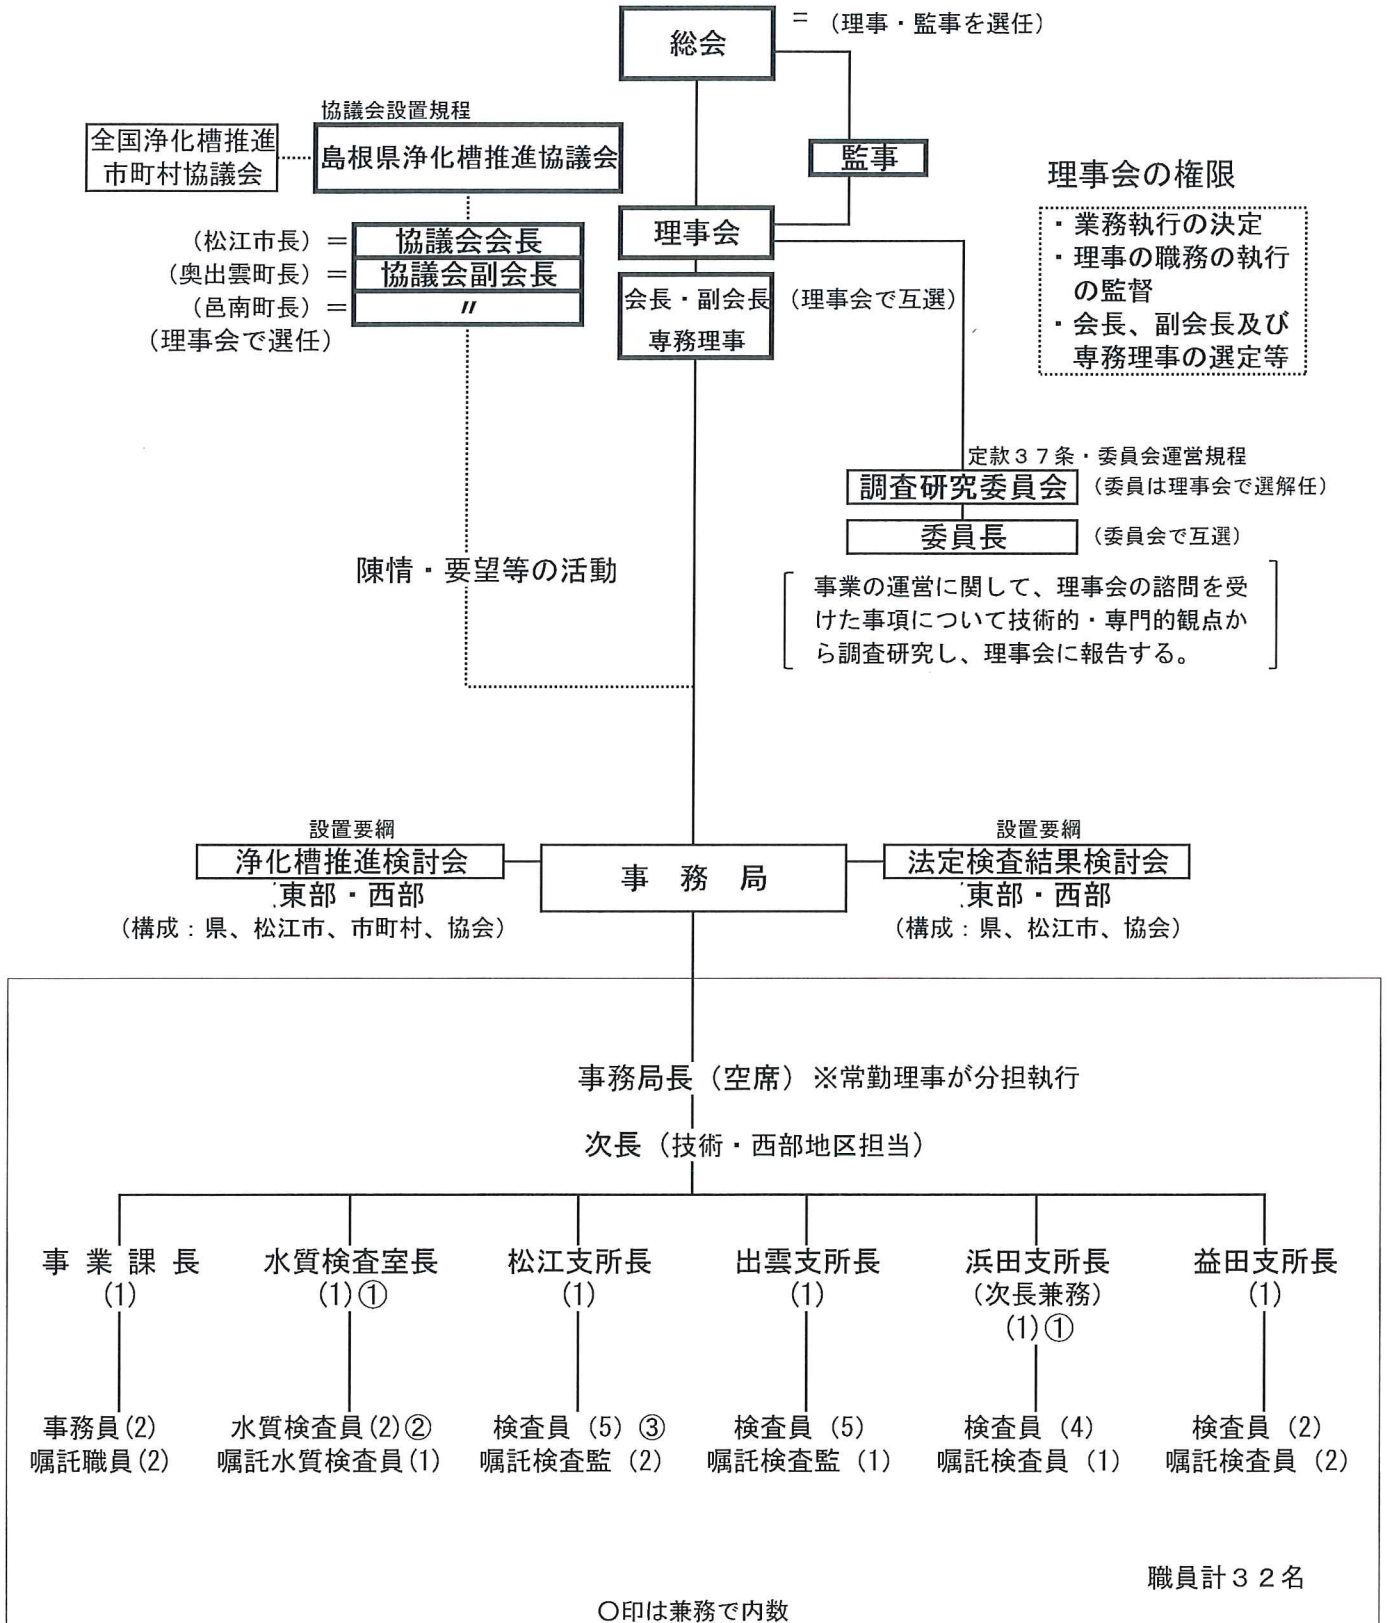 総会
= (理事・監事を選任)
協議会設置規程
全国浄化槽推進
市町村協議会
島根県浄化槽推進協議会
監事
理事会の権限
・業務執行の決定
・理事の職務の執行
の監督
・会長、副会長及び
専務理事の選定等
理事会
(松江市長) =
協議会会長
(奥出雲町長) =
協議会副会長
(邑南町長) =
〃
(理事会で選任)
会長・副会長
専務理事
(理事会で互選)
定款37条・委員会運営規程
調査研究委員会
(委員は理事会で選解任)
委員長
(委員会で互選)
事業の運営に関して、理事会の諮問を受
けた事項について技術的・専門的観点か
ら調査研究し、理事会に報告する。
陳情・要望等の活動
設置要綱
浄化槽推進検討会
東部・西部
(構成:県、松江市、市町村、協会)
事 務 局
設置要綱
法定検査結果検討会
東部・西部
(構成:県、松江市、協会)
事務局長 (空席) ※常勤理事が分担執行
次長 (技術・西部地区担当)
事 業 課 長
(1)
水質検査室長
(1)①
松江支所長
(1)
出雲支所長
(1)
浜田支所長
(次長兼務)
(1)①
益田支所長
(1)
事務員(2)
嘱託職員(2)
水質検査員(2)②
嘱託水質検査員(1)
検査員 (5) ③
嘱託検査監 (2)
検査員 (5)
嘱託検査監 (1)
検査員 (4)
嘱託検査員 (1)
検査員 (2)
嘱託検査員 (2)
職員計32名
〇印は兼務で内数